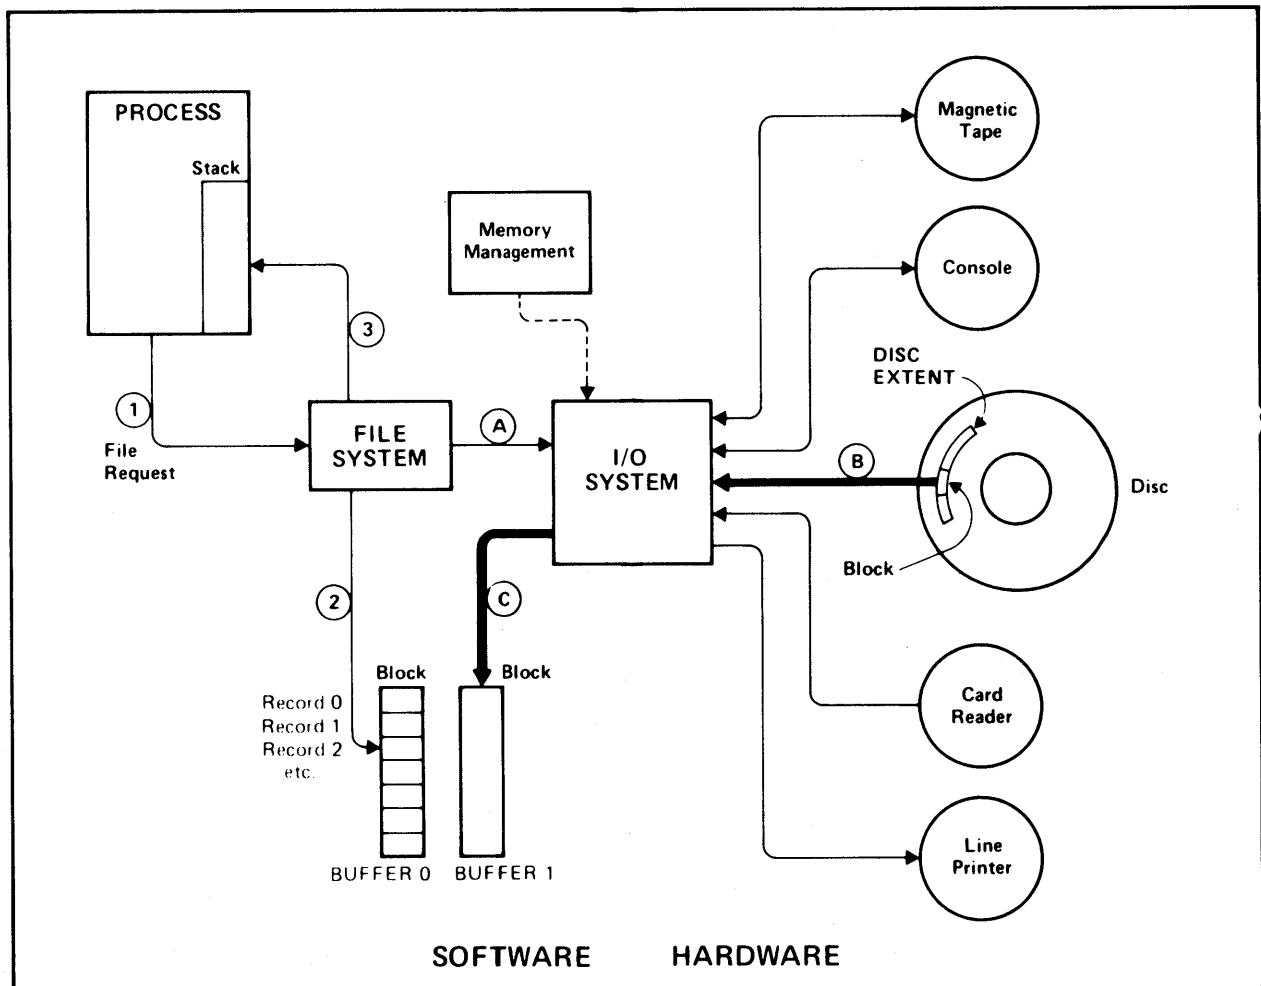 PROCESS
Stack
Memory
Management
Magnetic
Tape
Console
DISC
EXTENT
3
1
File
Request
FILE
SYSTEM
A
I/O
SYSTEM
B
Disc
Block
2
C
Block
Block
Record 0
Record 1
Record 2
etc.
BUFFER 0
BUFFER 1
Card
Reader
Line
Printer
SOFTWARE
HARDWARE